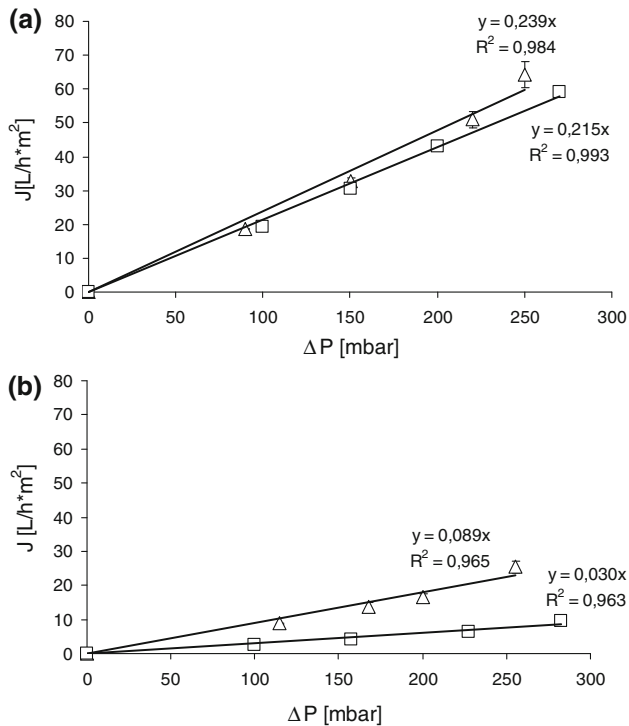 (a)
80
70
60
50
40
30
20
10
0
J[L/h*m²]
y = 0,239x
R² = 0,984
y = 0,215x
R² = 0,993
0 50 100 150 200 250 300
ΔP [mbar]
(b)
80
70
60
50
40
30
20
10
0
J [L/h*m²]
y = 0,089x
R² = 0,965
y = 0,030x
R² = 0,963
0 50 100 150 200 250 300
ΔP [mbar]